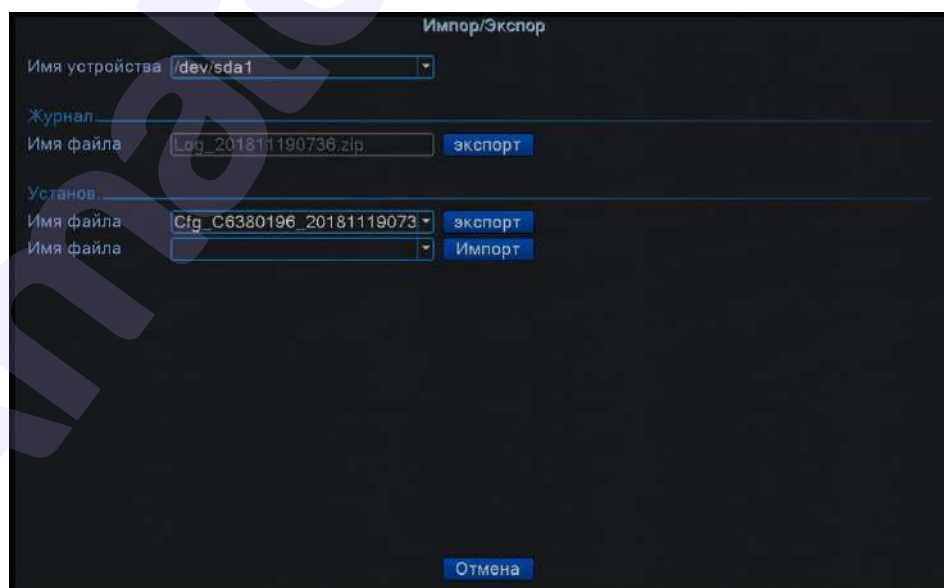 Импор/Экспор
Имя устройства /dev/sda1
Журнал
Имя файла Log_201811190736.zip экспорт
Установ.
Имя файла Cfg_C6380196_20181119073 экспорт
Имя файла Импорт
Отмена